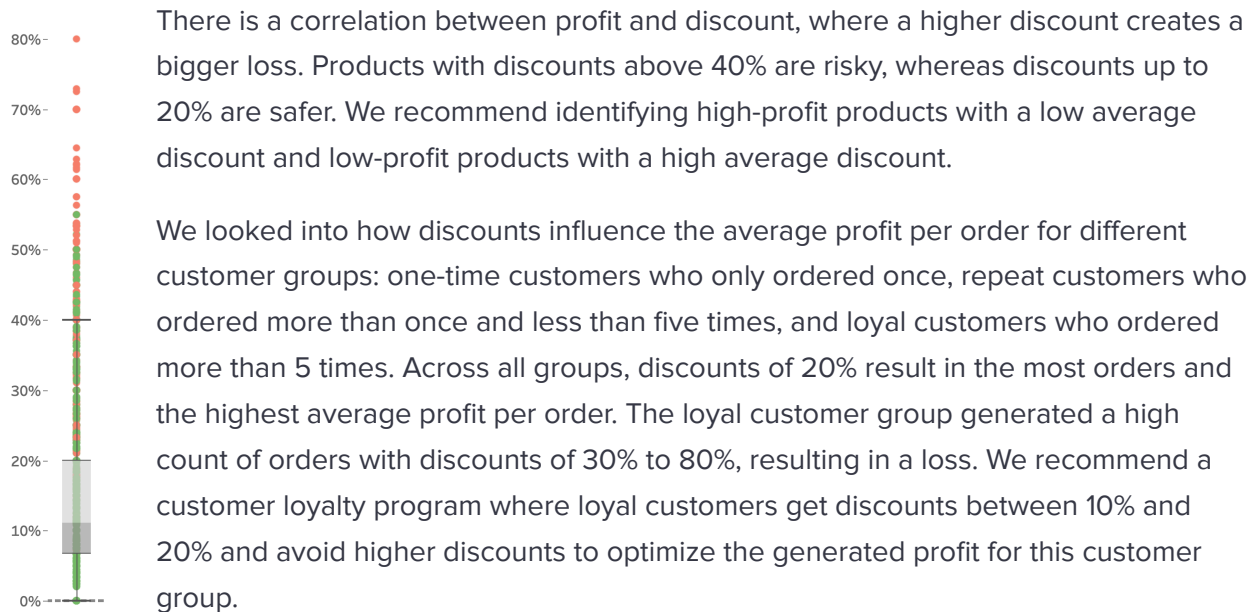 80%
70%
60%
50%
40%
30%
20%
10%
0%
There is a correlation between profit and discount, where a higher discount creates a
bigger loss. Products with discounts above 40% are risky, whereas discounts up to
20% are safer. We recommend identifying high-profit products with a low average
discount and low-profit products with a high average discount.
We looked into how discounts influence the average profit per order for different
customer groups: one-time customers who only ordered once, repeat customers who
ordered more than once and less than five times, and loyal customers who ordered
more than 5 times. Across all groups, discounts of 20% result in the most orders and
the highest average profit per order. The loyal customer group generated a high
count of orders with discounts of 30% to 80%, resulting in a loss. We recommend a
customer loyalty program where loyal customers get discounts between 10% and
20% and avoid higher discounts to optimize the generated profit for this customer
group.